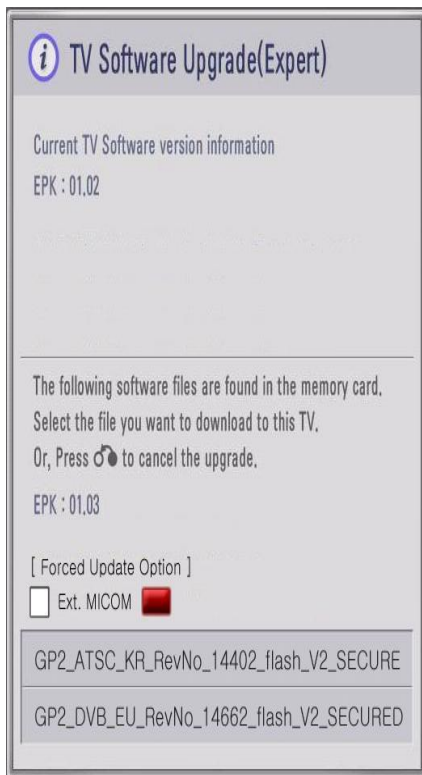 i TV Software Upgrade(Expert)
Current TV Software version information
EPK : 01.02
The following software files are found in the memory card.
Select the file you want to download to this TV.
Or, Press to cancel the upgrade.
EPK : 01.03
[ Forced Update Option ]
Ext. MICOM
GP2_ATSC_KR_RevNo_14402_flash_V2_SECURE
GP2_DVB_EU_RevNo_14662_flash_V2_SECURED